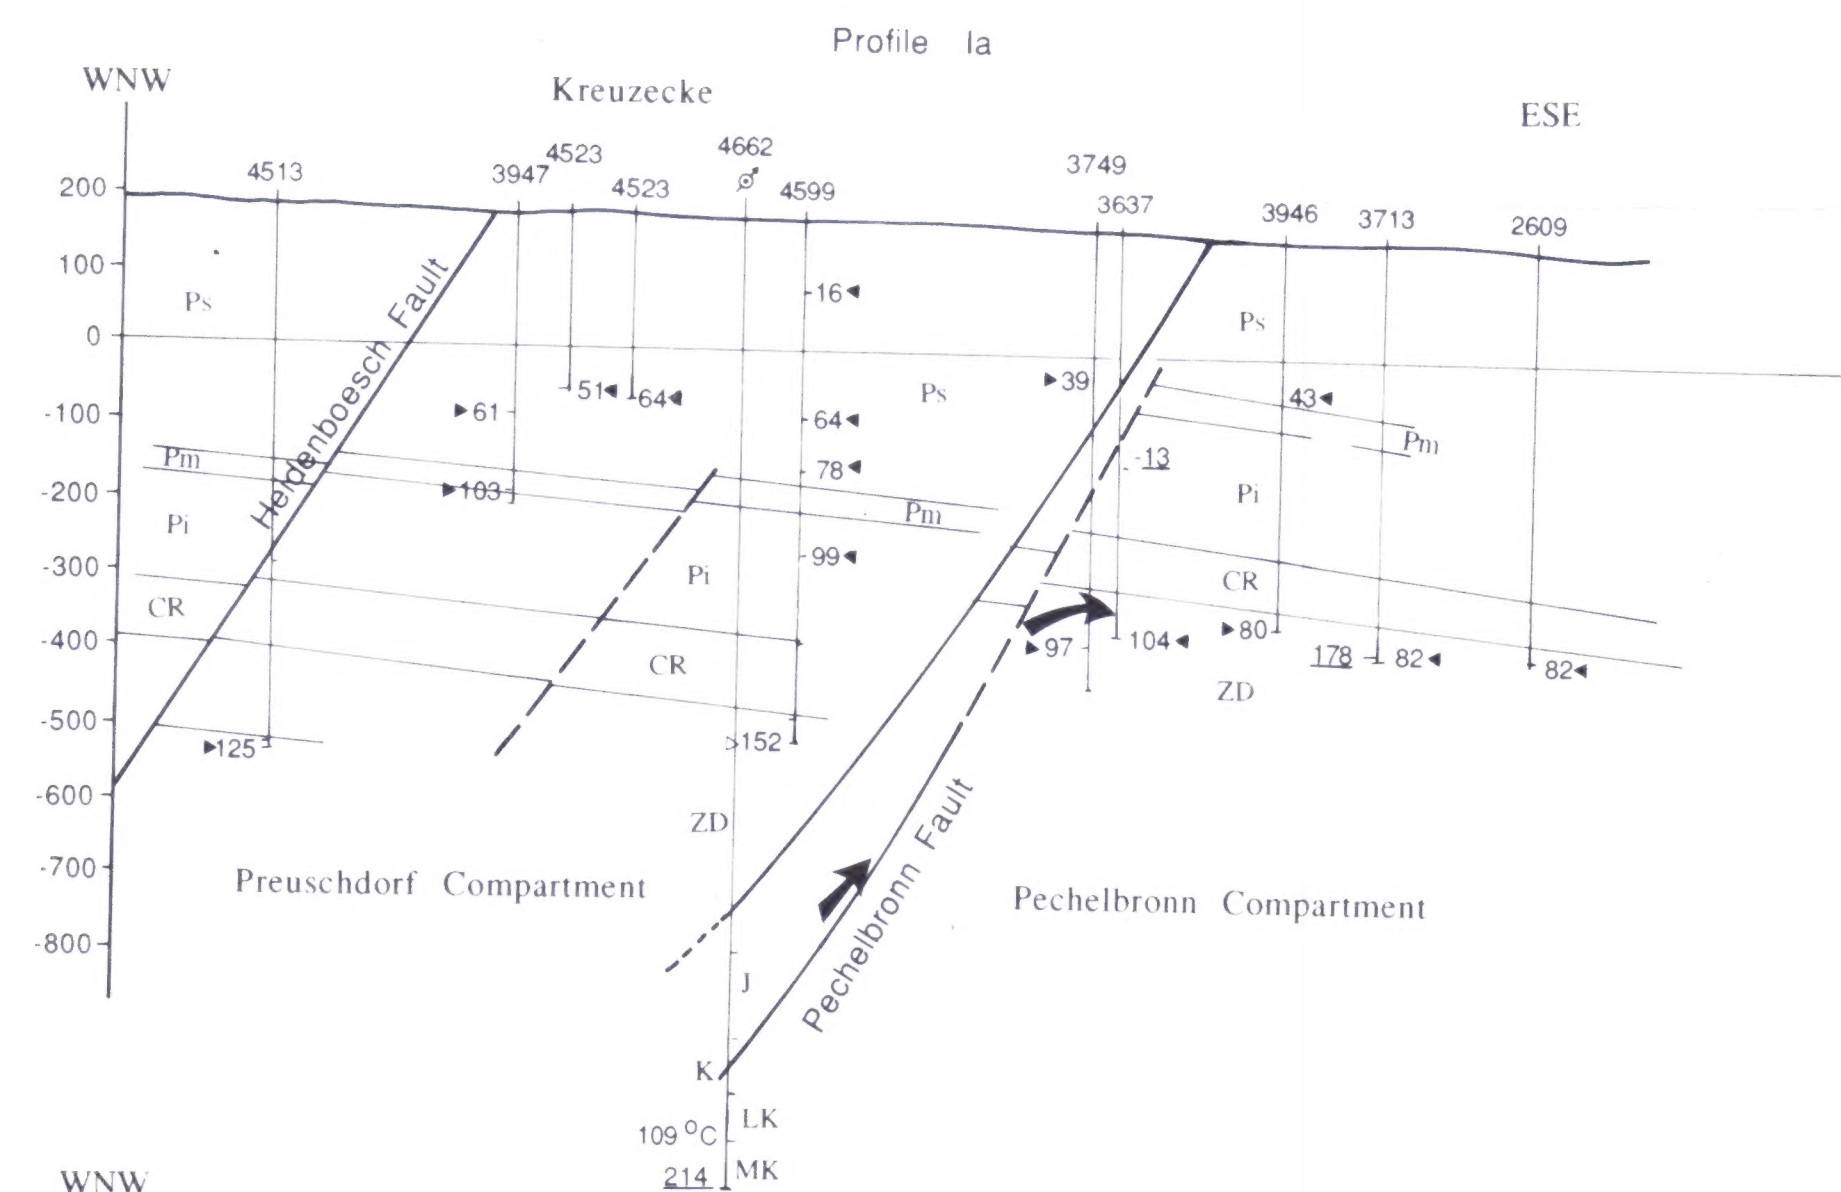 Profile Ia
WNW
Kreuzecke
ESE
4513
3947
4523
4523
4662
4599
3749
3637
3946
3713
2609
200
100
0
-100
-200
-300
-400
-500
-600
-700
-800
Ps
Heldenboesch Fault
16
Ps
Ps
39
61
51
64
64
43
Pm
103
78
Pm
-13
Pm
Pi
Pi
99
Pi
CR
CR
CR
97
104
80
178
82
82
125
152
ZD
ZD
Preuschdorf Compartment
Pechelbronn Fault
Pechelbronn Compartment
J
K
LK
109 °C
214
MK
WNW